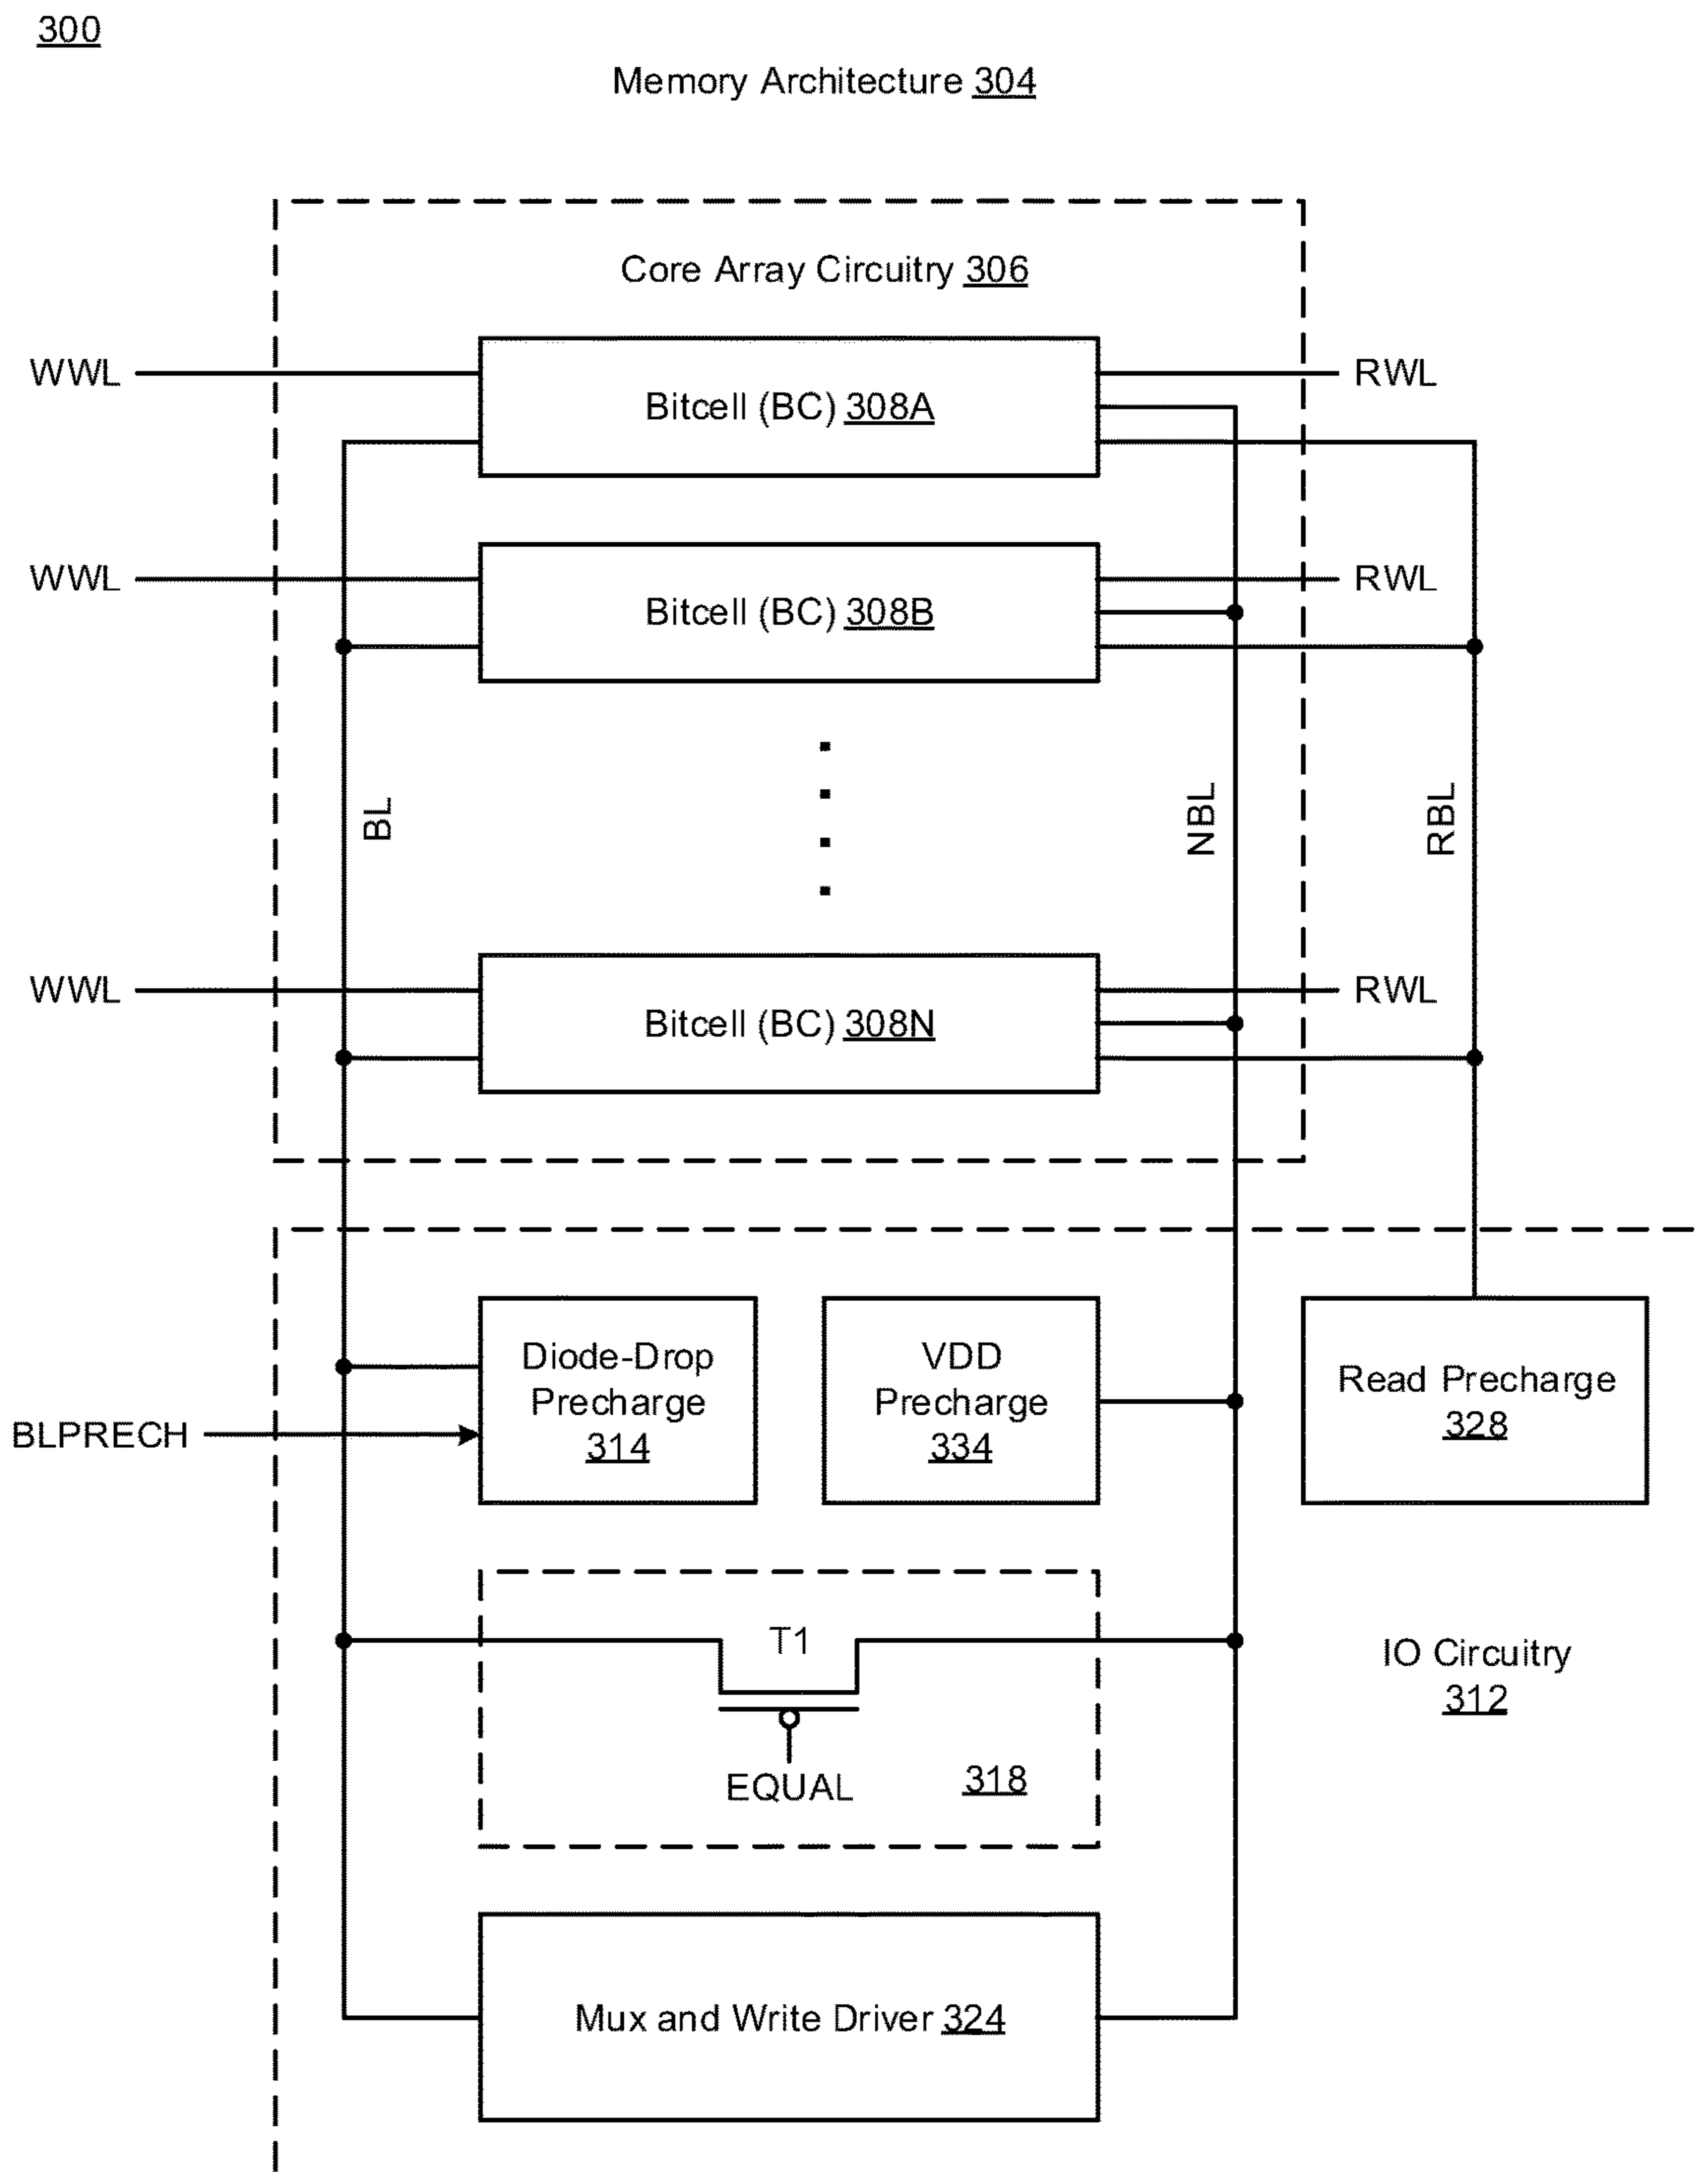 300
Memory Architecture 304
Core Array Circuitry 306
WWL
Bitcell (BC) 308A
RWL
WWL
Bitcell (BC) 308B
RWL
BL
NBL
RBL
WWL
Bitcell (BC) 308N
RWL
Diode-Drop
Precharge
314
VDD
Precharge
334
Read Precharge
328
BLPRECH
T1
EQUAL
318
IO Circuitry
312
Mux and Write Driver 324